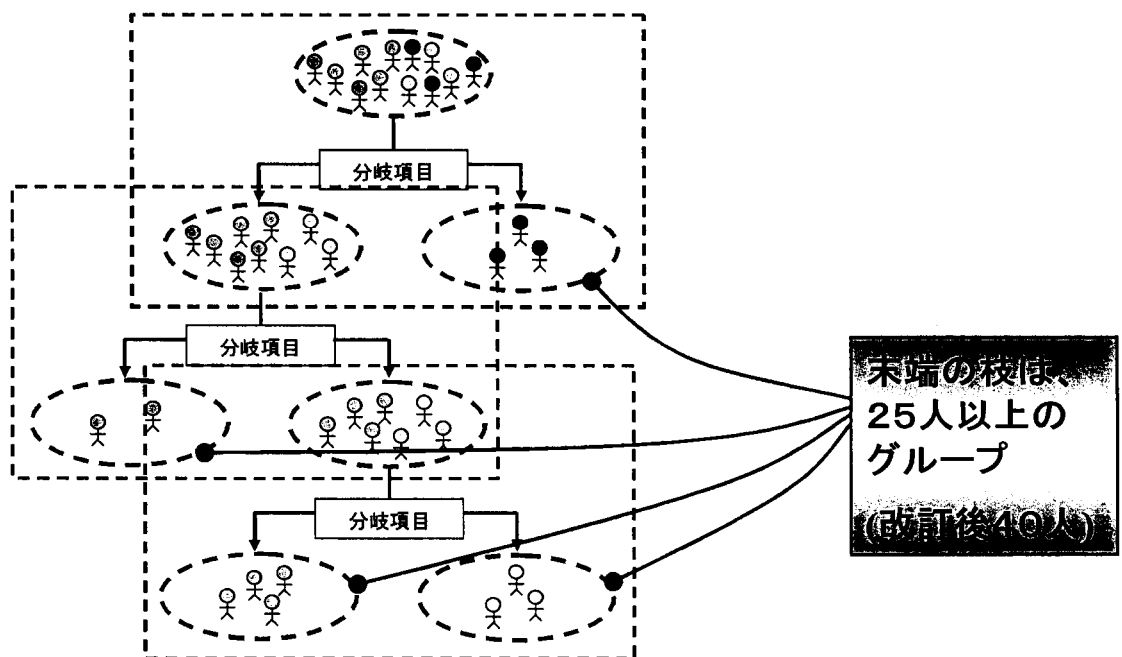 分岐項目
分岐項目
分岐項目
末端の枝は、
25人以上の
グループ
(改訂後40人)